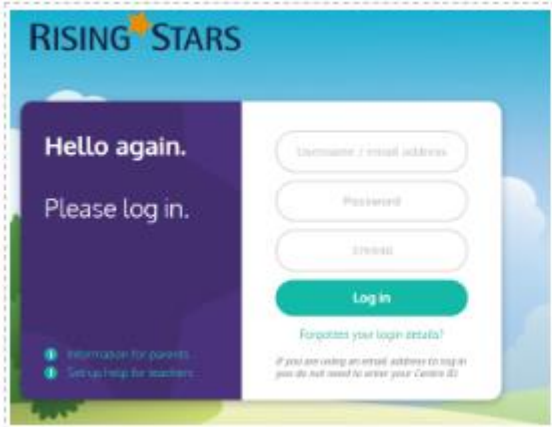 RISING STARS
Hello again.
Please log in.
Username / email address
Password
Log in
Forgotten your login details?
Information for parents
Set up help for teachers
If you are using an email address to log in
you do not need to enter your Centre ID.